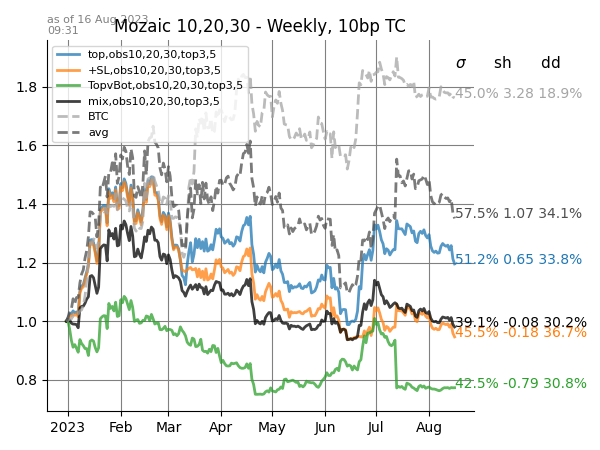 as of 16 Aug 2023
09:31
Mozaic 10,20,30 - Weekly, 10bp TC
top,obs10,20,30,top3,5
+SL,obs10,20,30,top3,5
TopvBot,obs10,20,30,top3,5
mix,obs10,20,30,top3,5
BTC
avg
σ sh dd
45.0% 3.28 18.9%
57.5% 1.07 34.1%
51.2% 0.65 33.8%
39.1% -0.08 30.2%
45.5% -0.18 36.7%
42.5% -0.79 30.8%
1.8
1.6
1.4
1.2
1.0
0.8
2023 Feb Mar Apr May Jun Jul Aug